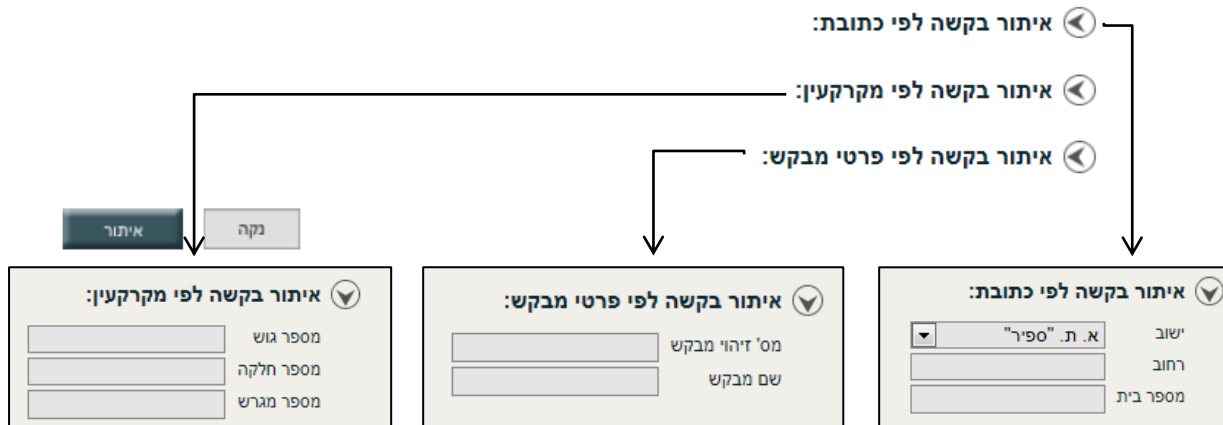 איתור בקשה לפי כתובת:
איתור בקשה לפי מקרקעין:
איתור בקשה לפי פרטי מבקש:
נקה
איתור
איתור בקשה לפי כתובת:
ישוב
א. ת. "ספיר"
רחוב
מספר בית
איתור בקשה לפי פרטי מבקש:
מס' זיהוי מבקש
שם מבקש
איתור בקשה לפי מקרקעין:
מספר גוש
מספר חלקה
מספר מגרש